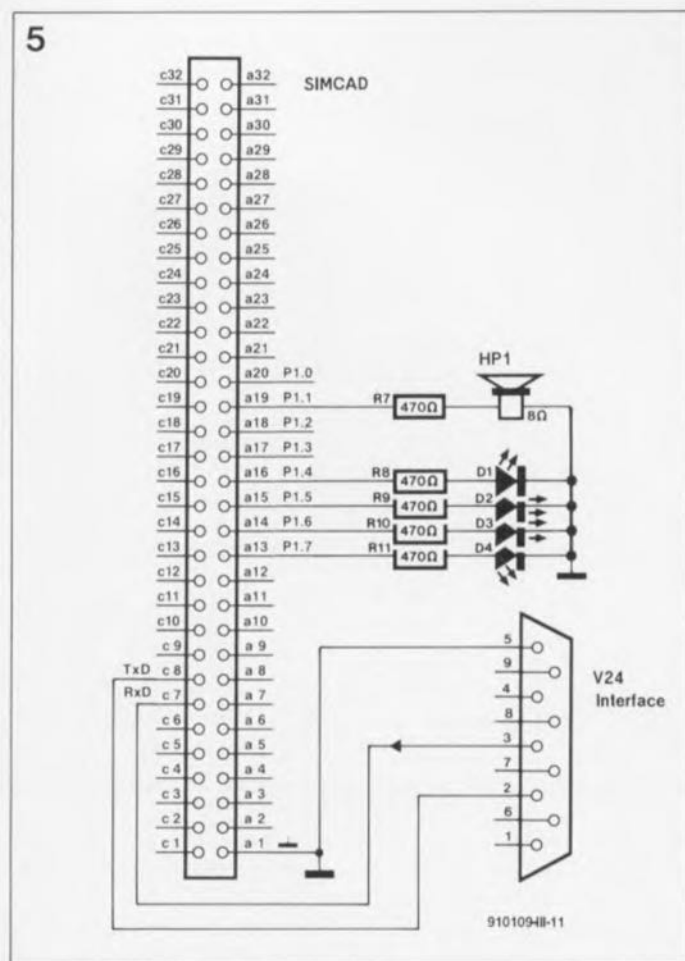 5
SIMCAD
c32 a32
c31 a31
c30 a30
c29 a29
c28 a28
c27 a27
c26 a26
c25 a25
c24 a24
c23 a23
c22 a22
c21 a21
HP1
c20 a20 P1.0
c19 a19 P1.1 R7 470Ω 8Ω
c18 a18 P1.2
c17 a17 P1.3
c16 a16 P1.4 R8 470Ω D1
c15 a15 P1.5 R9 470Ω D2
c14 a14 P1.6 R10 470Ω D3
c13 a13 P1.7 R11 470Ω D4
c12 a12
c11 a11
c10 a10
c 9 a 9
TxD c 8 a 8
RxD c 7 a 7
c 6 a 6
c 5 a 5
c 4 a 4
c 3 a 3
c 2 a 2
c 1 a 1
5
9
4
8
3
7
2
6
1
V24
Interface
910109-III-11